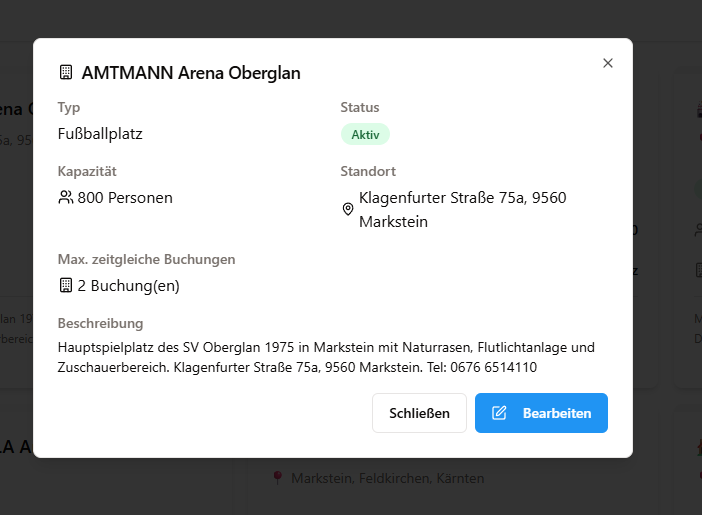 AMTMANN Arena Oberglan
Typ
Status
Fußballplatz
Aktiv
Kapazität
Standort
800 Personen
Klagenfurter Straße 75a, 9560
Markstein
Max. zeitgleiche Buchungen
2 Buchung(en)
Beschreibung
Hauptspielplatz des SV Oberglan 1975 in Markstein mit Naturrasen, Flutlichtanlage und
Zuschauerbereich. Klagenfurter Straße 75a, 9560 Markstein. Tel: 0676 6514110
Schließen
Bearbeiten
Markstein, Feldkirchen, Kärnten